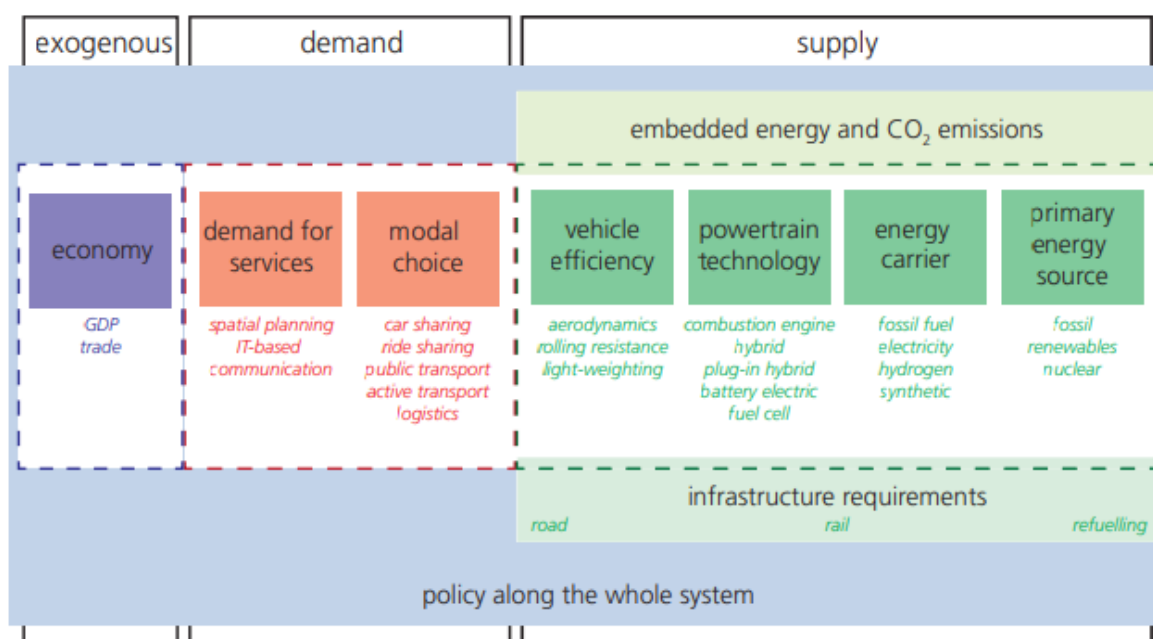 exogenous
demand
supply
embedded energy and CO₂ emissions
economy
GDP
trade
demand for
services
spatial planning
IT-based
communication
modal
choice
car sharing
ride sharing
public transport
active transport
logistics
vehicle
efficiency
aerodynamics
rolling resistance
light-weighting
powertrain
technology
combustion engine
hybrid
plug-in hybrid
battery electric
fuel cell
energy
carrier
fossil fuel
electricity
hydrogen
synthetic
primary
energy
source
fossil
renewables
nuclear
infrastructure requirements
road
rail
refuelling
policy along the whole system